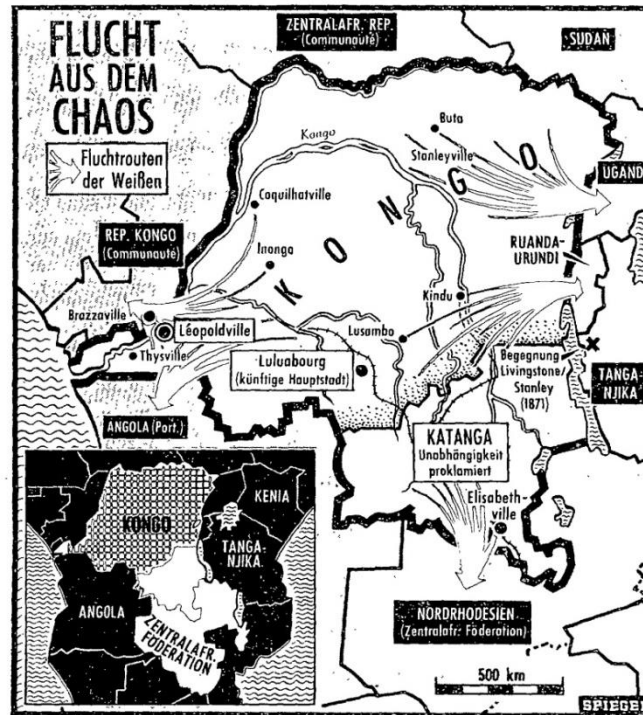 FLUCHT
AUS DEM
CHAOS
Fluchtrouten
der Weißen
ZENTRALAFR. REP.
(Communauté)
SUDAN
Buta
Kongo
Stanleyville
UGAND
KONGO
Coquilhatville
REP. KONGO
(Communauté)
Inongo
RUANDA-
URUNDI
Brazzaville
Léopoldville
Kindu
Lusambo
Thysville
Luluabourg
(künftige Hauptstadt)
Begegnung
Livingstone/
Stanley
(1871)
TANGA-
NJIKA
ANGOLA (Port.)
KATANGA
Unabhängigkeit
proklamiert
Elisabeth-
ville
KENIA
KONGO
TANGA-
NJIKA
ANGOLA
ZENTRALAFR.
FÖDERATION
NORDRHODESIEN
(Zentralafr. Föderation)
500 km
SPIEGEL